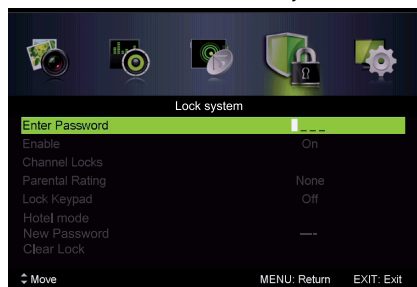 Lock system
Enter Password _ _ _
Enable On
Channel Locks
Parental Rating None
Lock Keypad Off
Hotel mode
New Password ----
Clear Lock
Move MENU: Return EXIT: Exit